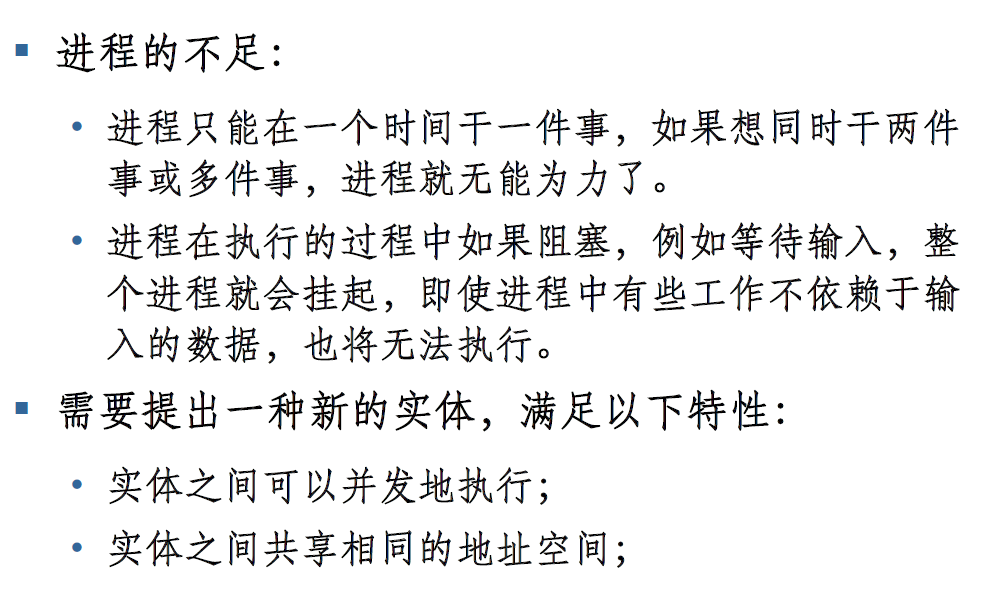 ▪ 进程的不足：
• 进程只能在一个时间干一件事，如果想同时干两件
事或多件事，进程就无能为力了。
• 进程在执行的过程中如果阻塞，例如等待输入，整
个进程就会挂起，即使进程中有些工作不依赖于输
入的数据，也将无法执行。
▪ 需要提出一种新的实体，满足以下特性：
• 实体之间可以并发地执行；
• 实体之间共享相同的地址空间；